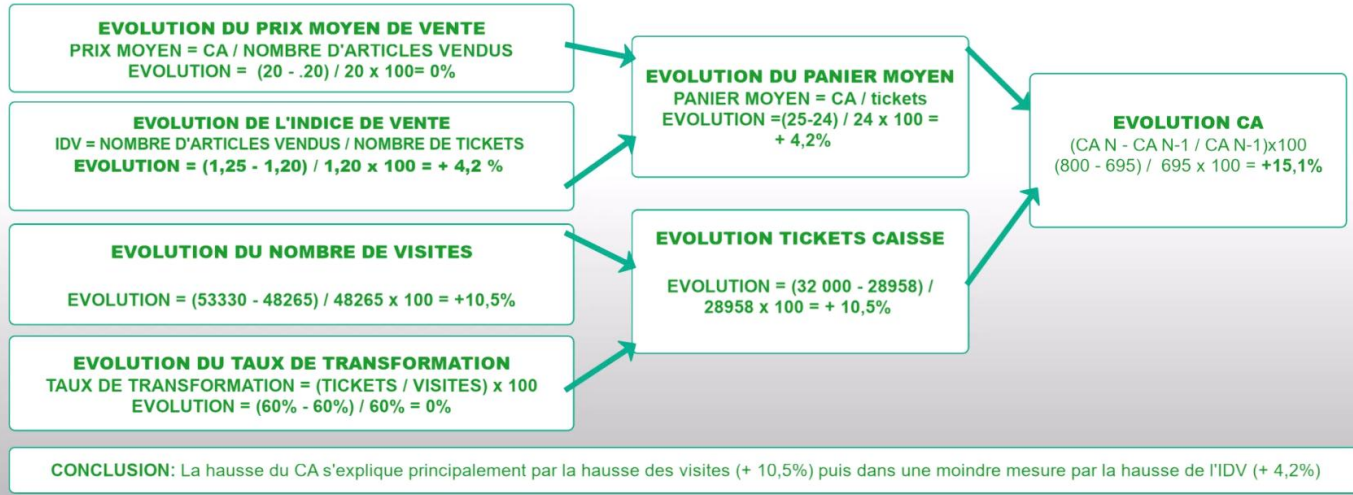 EVOLUTION DU PRIX MOYEN DE VENTE
PRIX MOYEN = CA / NOMBRE D'ARTICLES VENDUS
EVOLUTION = (20 - .20) / 20 x 100= 0%
EVOLUTION DE L'INDICE DE VENTE
IDV = NOMBRE D'ARTICLES VENDUS / NOMBRE DE TICKETS
EVOLUTION = (1,25 - 1,20) / 1,20 x 100 = + 4,2 %
EVOLUTION DU NOMBRE DE VISITES
EVOLUTION = (53330 - 48265) / 48265 x 100 = +10,5%
EVOLUTION DU TAUX DE TRANSFORMATION
TAUX DE TRANSFORMATION = (TICKETS / VISITES) x 100
EVOLUTION = (60% - 60%) / 60% = 0%
EVOLUTION DU PANIER MOYEN
PANIER MOYEN = CA / tickets
EVOLUTION =(25-24) / 24 x 100 =
+ 4,2%
EVOLUTION TICKETS CAISSE
EVOLUTION = (32 000 - 28958) /
28958 x 100 = + 10,5%
EVOLUTION CA
(CA N - CA N-1 / CA N-1)x100
(800 - 695) / 695 x 100 = +15,1%
CONCLUSION: La hausse du CA s'explique principalement par la hausse des visites (+ 10,5%) puis dans une moindre mesure par la hausse de l'IDV (+ 4,2%)